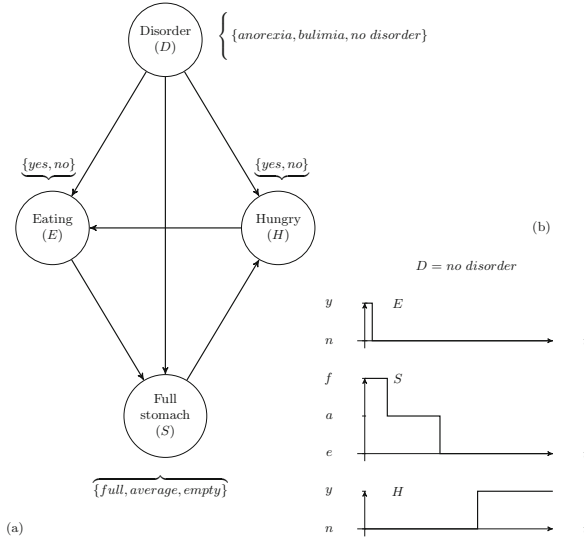 Disorder
(D)
{anorexia, bulimia, no disorder}
{yes, no}
{yes, no}
Eating
(E)
Hungry
(H)
(b)
D = no disorder
y
E
n
Full
stomach
(S)
f
S
a
e
{full, average, empty}
y
H
n
(a)